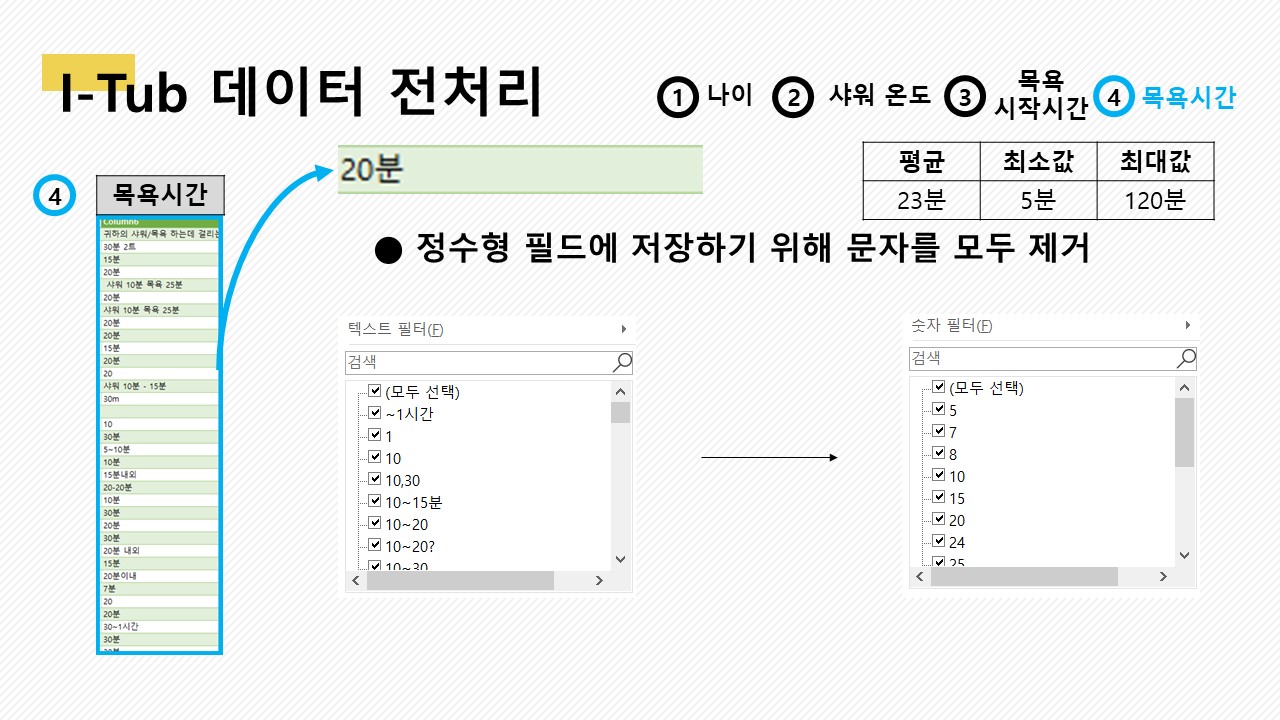 I-Tub 데이터 전처리
1 나이 2 샤워 온도 3 목욕 시작시간 4 목욕시간
4 목욕시간
20분
평균 최소값 최대값
23분 5분 120분
● 정수형 필드에 저장하기 위해 문자를 모두 제거
Column6
귀하의 샤워/목욕 하는데 걸리는
30분 2트
15분
20분
샤워 10분 목욕 25분
20분
샤워 10분 목욕 25분
20분
20분
15분
20분
20
샤워 10분 - 15분
30m
10
30분
5~10분
10분
15분내외
20-20분
10분
30분
20분
30분
20분 내외
15분
20분이내
7분
20
20분
30~1시간
30분
텍스트 필터(F)
검색
(모두 선택)
~1시간
1
10
10,30
10~15분
10~20
10~20?
10~30
숫자 필터(F)
검색
(모두 선택)
5
7
8
10
15
20
24
25